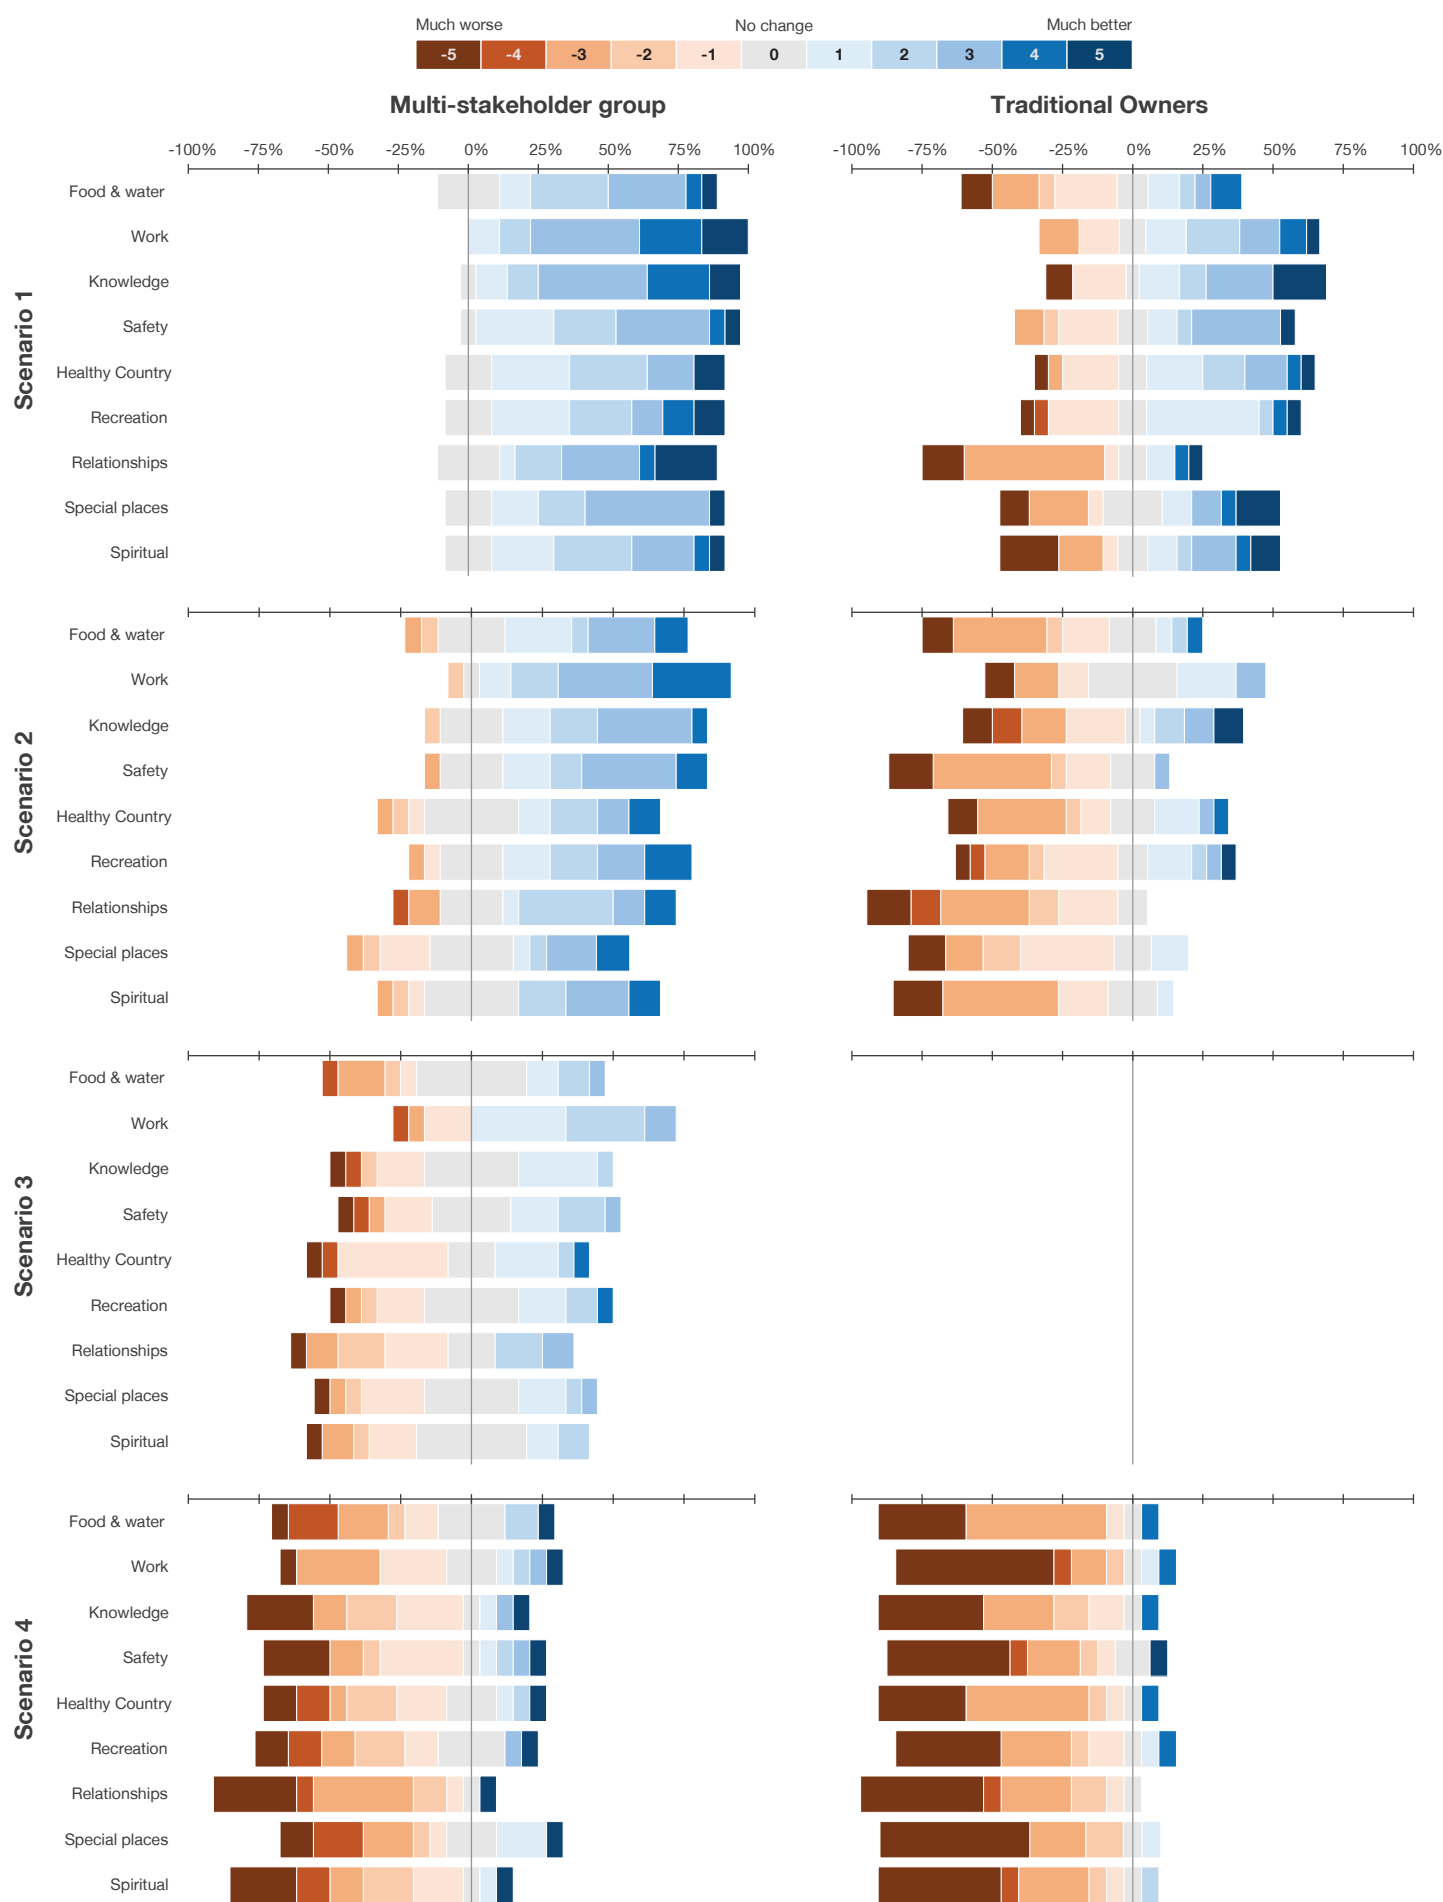 Much worse No change Much better
-5 -4 -3 -2 -1 0 1 2 3 4 5
Multi-stakeholder group Traditional Owners
-100% -75% -50% -25% 0% 25% 50% 75% 100% -100% -75% -50% -25% 0% 25% 50% 75% 100%
Scenario 1
Food & water
Work
Knowledge
Safety
Healthy Country
Recreation
Relationships
Special places
Spiritual
Scenario 2
Food & water
Work
Knowledge
Safety
Healthy Country
Recreation
Relationships
Special places
Spiritual
Scenario 3
Food & water
Work
Knowledge
Safety
Healthy Country
Recreation
Relationships
Special places
Spiritual
Scenario 4
Food & water
Work
Knowledge
Safety
Healthy Country
Recreation
Relationships
Special places
Spiritual